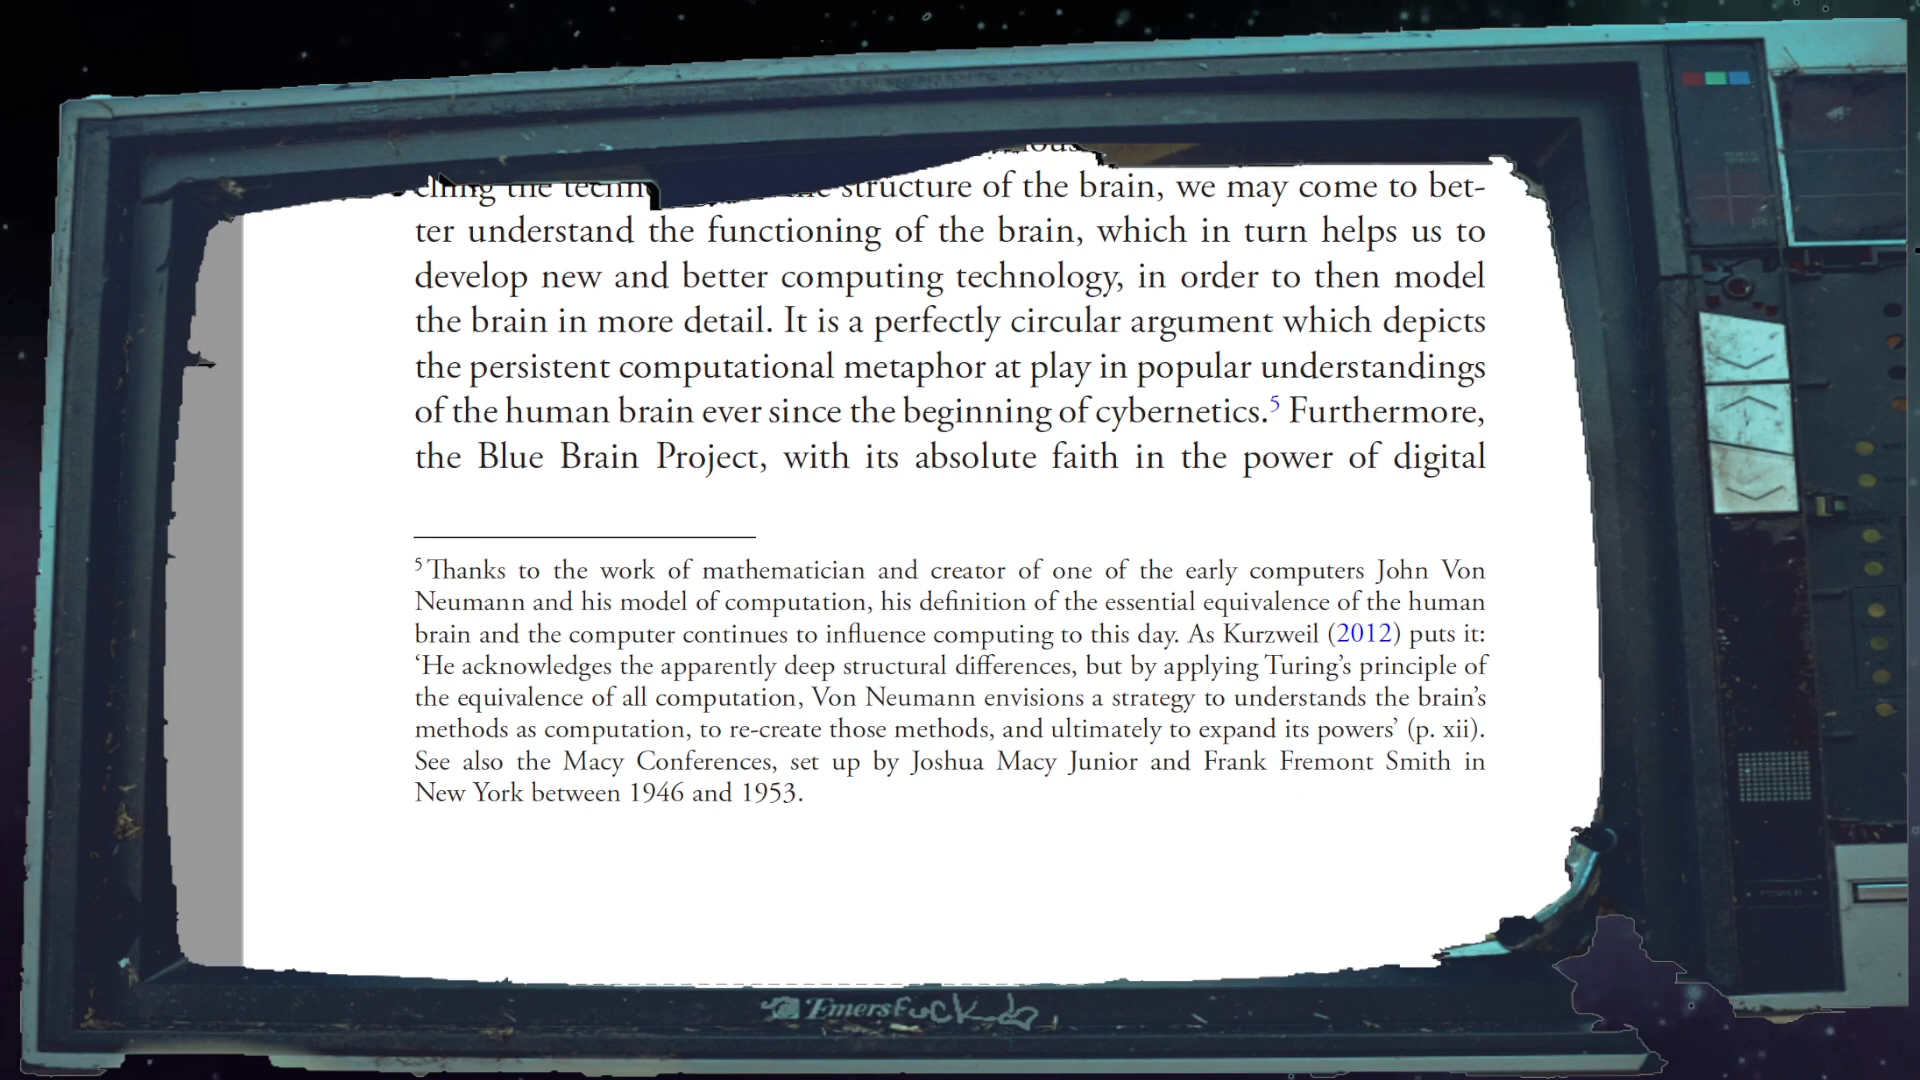 structure of the brain, we may come to bet-
ter understand the functioning of the brain, which in turn helps us to
develop new and better computing technology, in order to then model
the brain in more detail. It is a perfectly circular argument which depicts
the persistent computational metaphor at play in popular understandings
of the human brain ever since the beginning of cybernetics.5 Furthermore,
the Blue Brain Project, with its absolute faith in the power of digital
5 Thanks to the work of mathematician and creator of one of the early computers John Von
Neumann and his model of computation, his definition of the essential equivalence of the human
brain and the computer continues to influence computing to this day. As Kurzweil (2012) puts it:
‘He acknowledges the apparently deep structural differences, but by applying Turing’s principle of
the equivalence of all computation, Von Neumann envisions a strategy to understands the brain’s
methods as computation, to re-create those methods, and ultimately to expand its powers’ (p. xii).
See also the Macy Conferences, set up by Joshua Macy Junior and Frank Fremont Smith in
New York between 1946 and 1953.
POWER